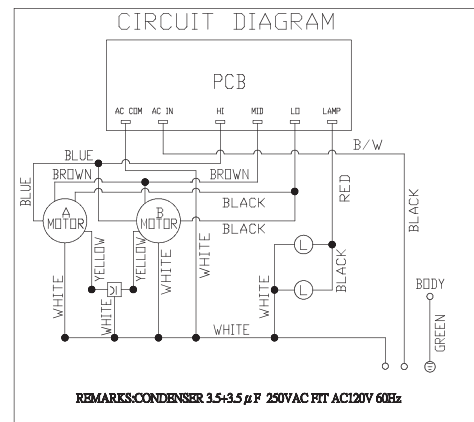 CIRCUIT DIAGRAM
PCB
AC COM AC IN HI MID LO LAMP
B/W
BLUE
BROWN BROWN
BLUE
RED
BLACK
BLACK
BLACK
A
MOTOR
B
MOTOR
YELLOW
YELLOW
WHITE
WHITE
WHITE
WHITE
WHITE
L
L
BLACK
BODY
GREEN
WHITE
REMARKS:CONDENSER 3.5+3.5 μ F 250VAC FIT AC120V 60Hz